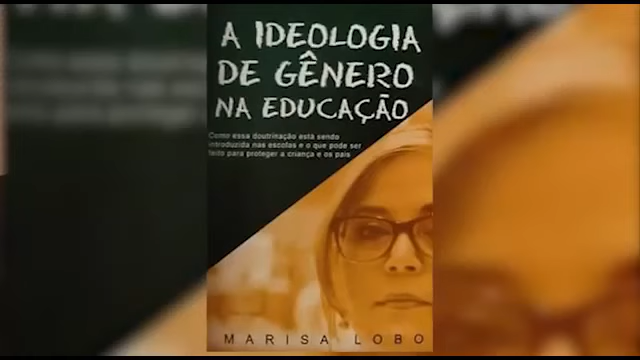 A IDEOLOGIA
DE GÊNERO
NA EDUCAÇÃO
Como essa doutrinação está sendo
introduzida nas escolas e o que pode ser
feito para proteger a criança e os pais
MARISA LOBO